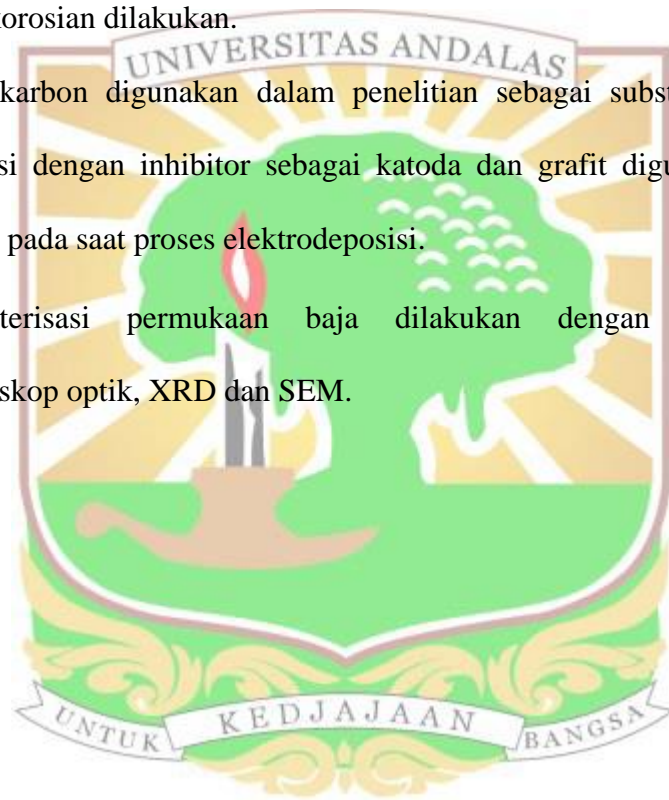 korosian dilakukan.
UNIVERSITAS ANDALAS
karbon digunakan dalam penelitian sebagai subst
si dengan inhibitor sebagai katoda dan grafit digu
pada saat proses elektrodeposisi.
terisasi permukaan baja dilakukan dengan
skop optik, XRD dan SEM.
UNTUK KEDJAJAAN BANGSA